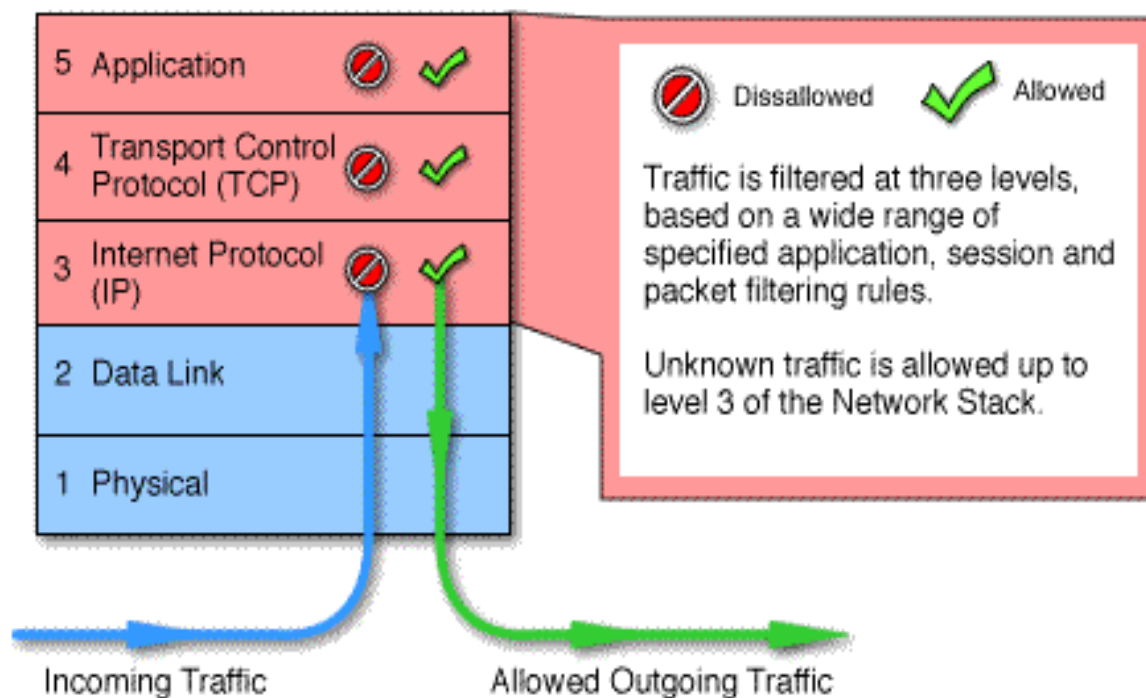 5 Application
4 Transport Control
Protocol (TCP)
3 Internet Protocol
(IP)
2 Data Link
1 Physical
Incoming Traffic
Allowed Outgoing Traffic
Dissallowed
Allowed
Traffic is filtered at three levels,
based on a wide range of
specified application, session and
packet filtering rules.
Unknown traffic is allowed up to
level 3 of the Network Stack.